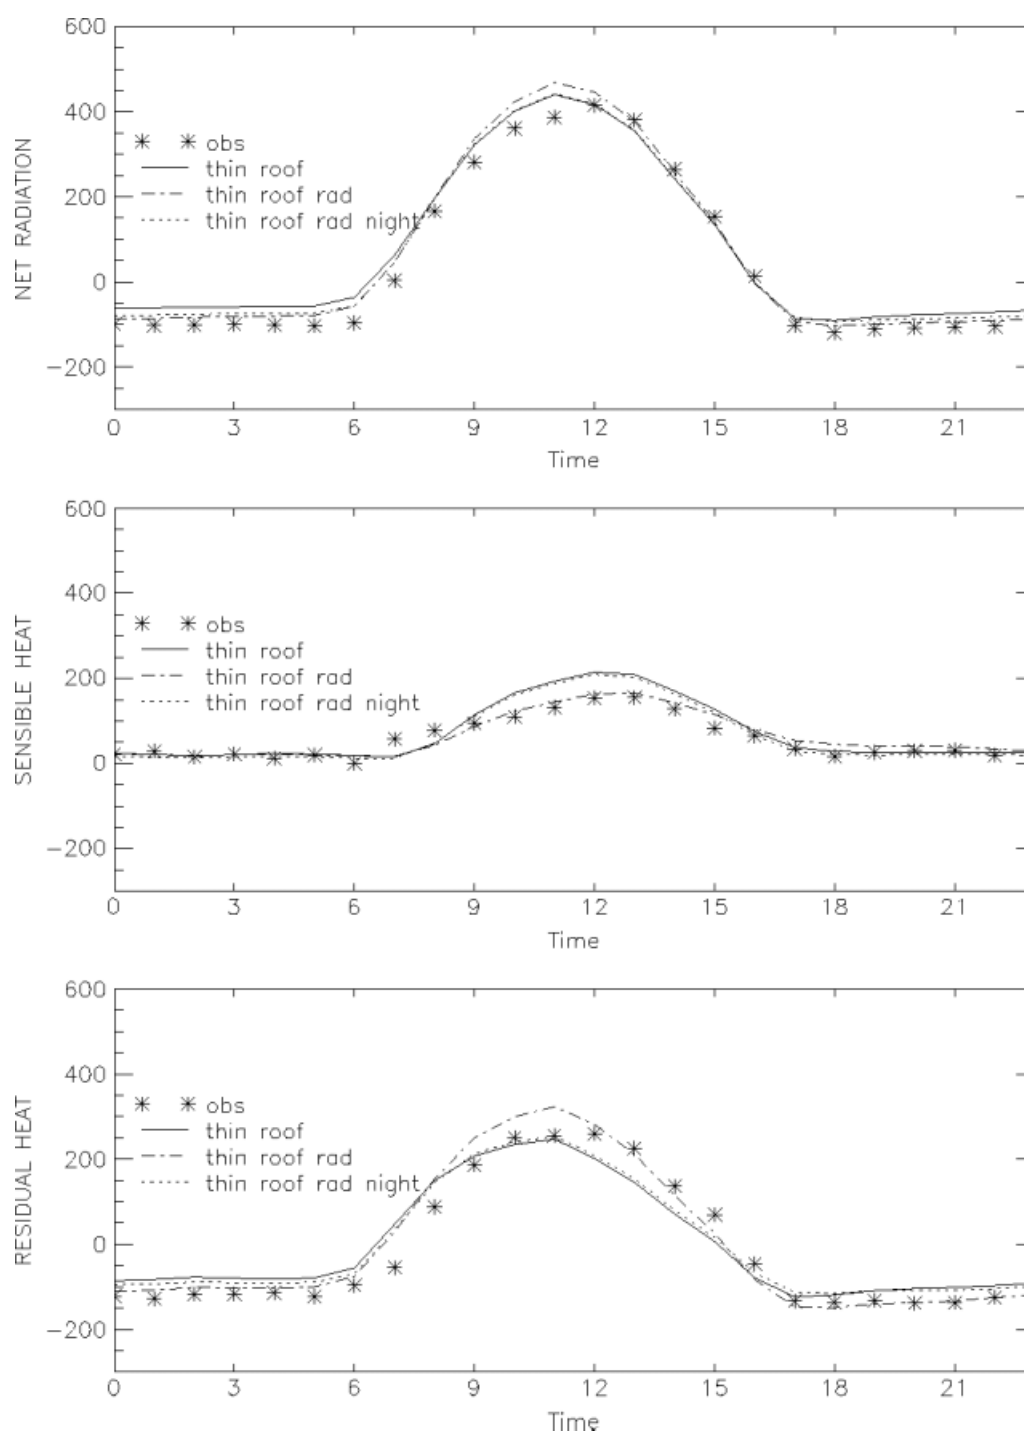 600
400
200
0
-200
NET RADIATION
obs
thin roof
thin roof rad
thin roof rad night
0 3 6 9 12 15 18 21
Time
600
400
200
0
-200
SENSIBLE HEAT
obs
thin roof
thin roof rad
thin roof rad night
0 3 6 9 12 15 18 21
Time
600
400
200
0
-200
RESIDUAL HEAT
obs
thin roof
thin roof rad
thin roof rad night
0 3 6 9 12 15 18 21
Time